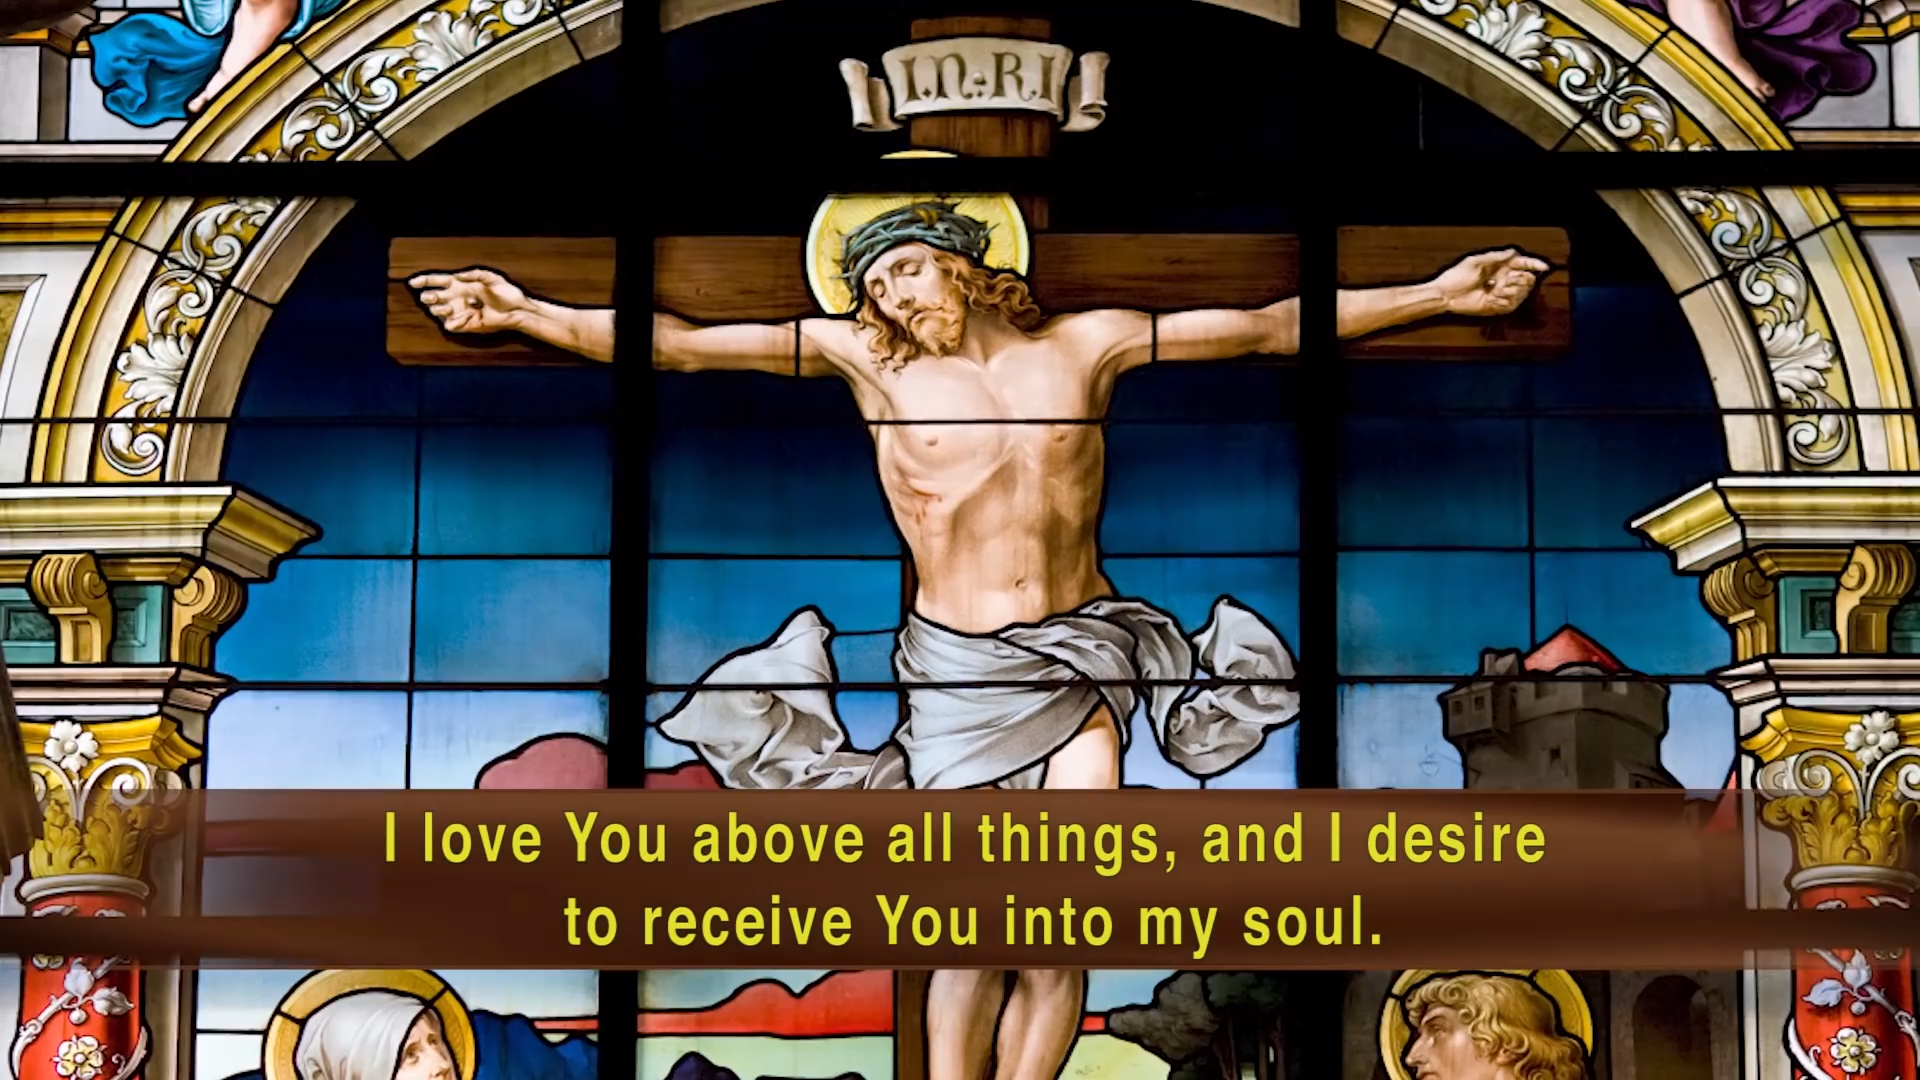 I.N.R.I
I love You above all things, and I desire
to receive You into my soul.